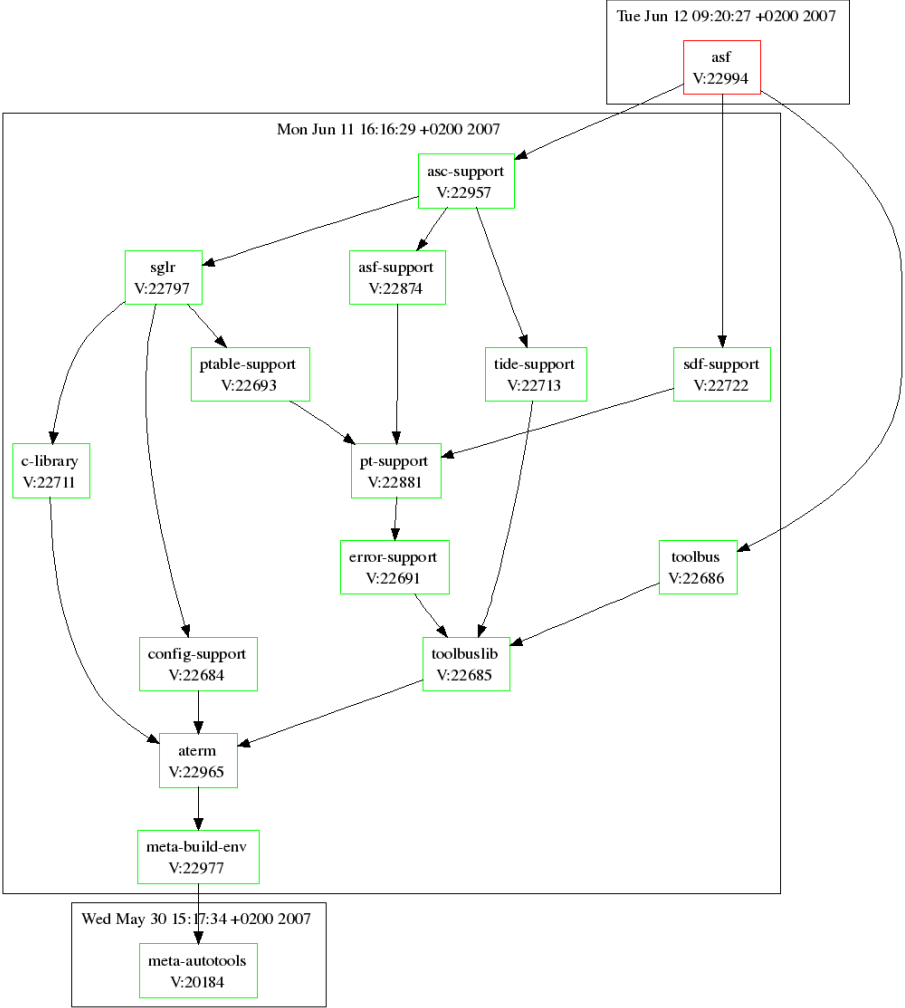 Tue Jun 12 09:20:27 +0200 2007
asf
V:22994
Mon Jun 11 16:16:29 +0200 2007
asc-support
V:22957
sglr
V:22797
asf-support
V:22874
ptable-support
V:22693
tide-support
V:22713
sdf-support
V:22722
c-library
V:22711
pt-support
V:22881
error-support
V:22691
toolbus
V:22686
config-support
V:22684
toolbuslib
V:22685
aterm
V:22965
meta-build-env
V:22977
Wed May 30 15:17:34 +0200 2007
meta-autotools
V:20184